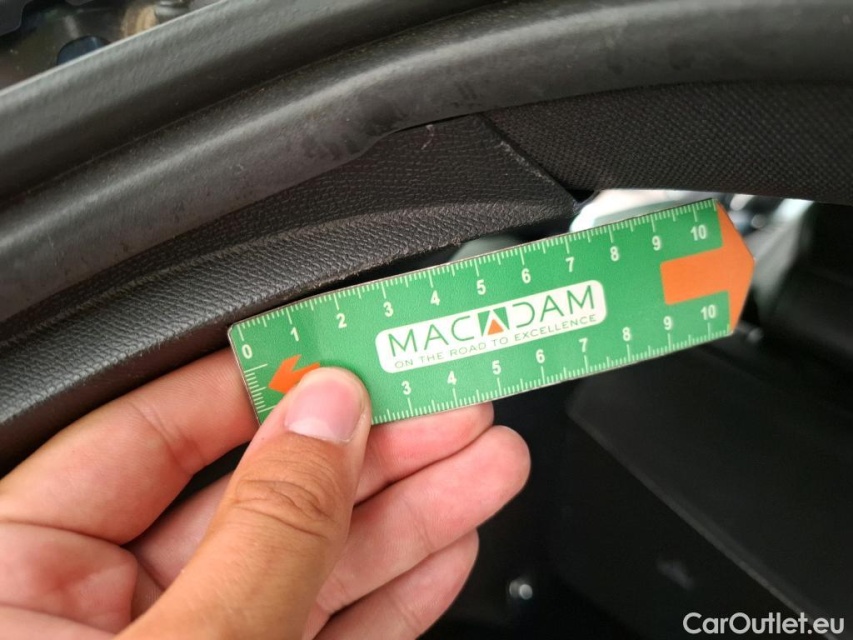 0 1 2 3 4 5 6 7 8 9 10
MACADAM
ON THE ROAD TO EXCELLENCE
3 4 5 6 7 8 9 10
CarOutlet.eu